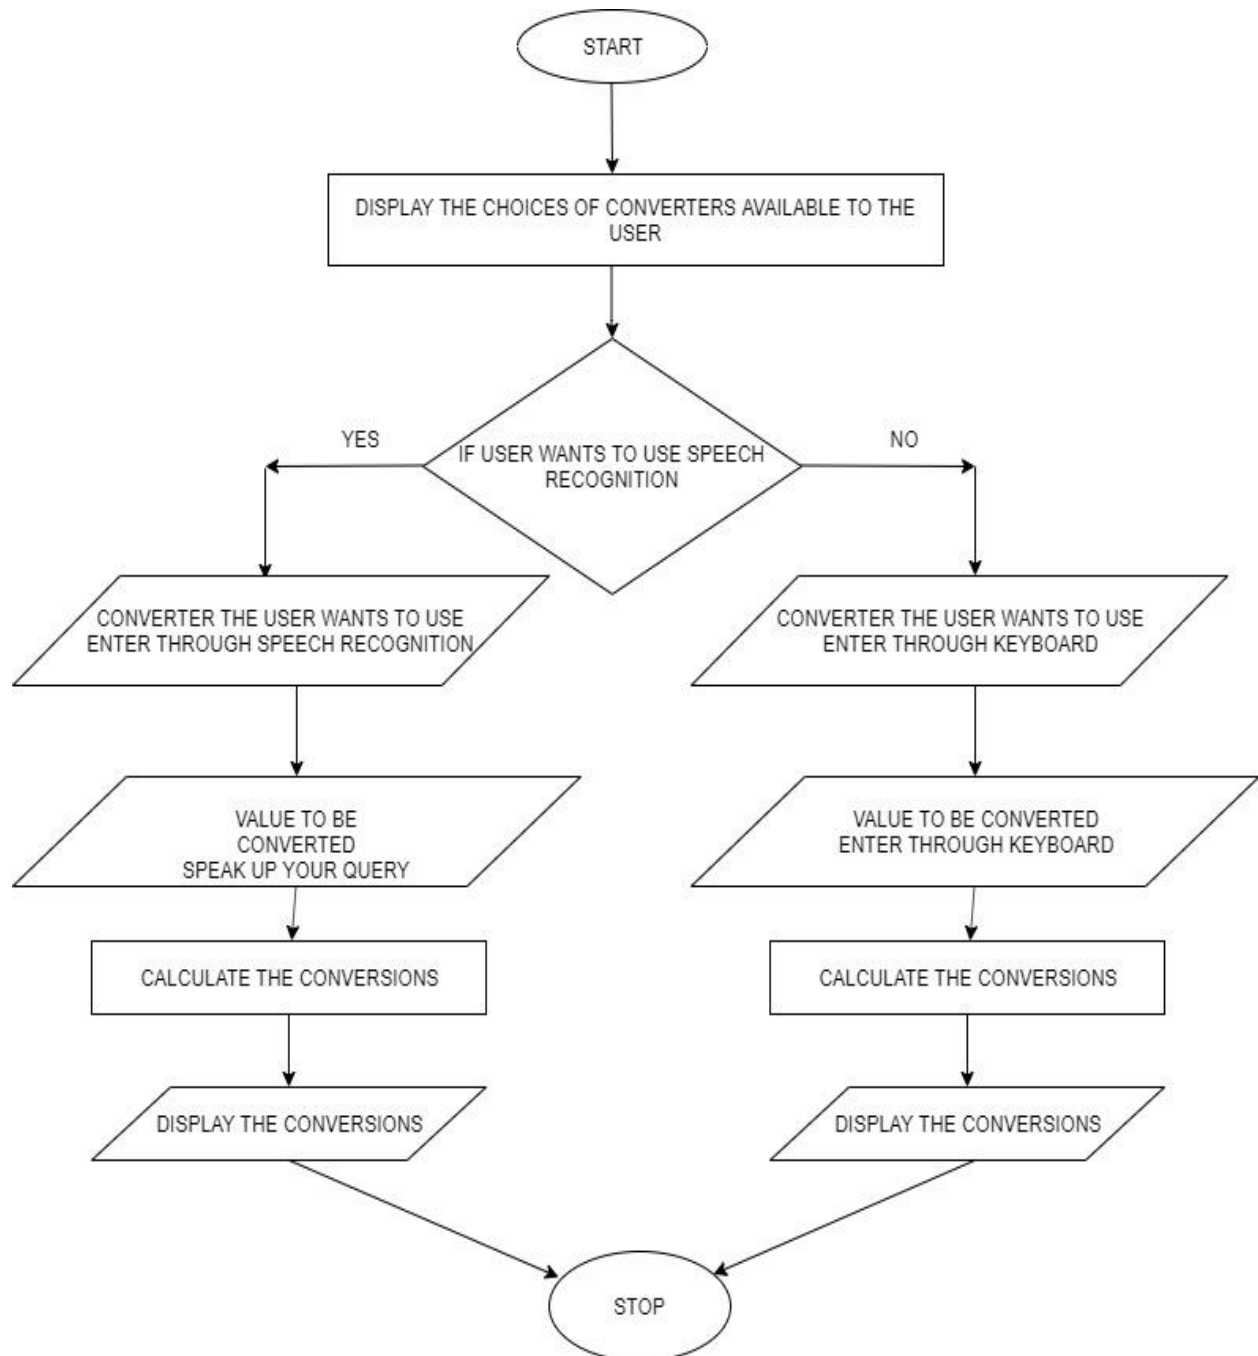 START
DISPLAY THE CHOICES OF CONVERTERS AVAILABLE TO THE
USER
YES
NO
IF USER WANTS TO USE SPEECH
RECOGNITION
CONVERTER THE USER WANTS TO USE
ENTER THROUGH SPEECH RECOGNITION
CONVERTER THE USER WANTS TO USE
ENTER THROUGH KEYBOARD
VALUE TO BE
CONVERTED
SPEAK UP YOUR QUERY
VALUE TO BE CONVERTED
ENTER THROUGH KEYBOARD
CALCULATE THE CONVERSIONS
CALCULATE THE CONVERSIONS
DISPLAY THE CONVERSIONS
DISPLAY THE CONVERSIONS
STOP